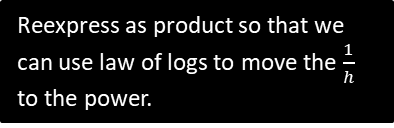 Reexpress as product so that we
can use law of logs to move the 1/h
to the power.